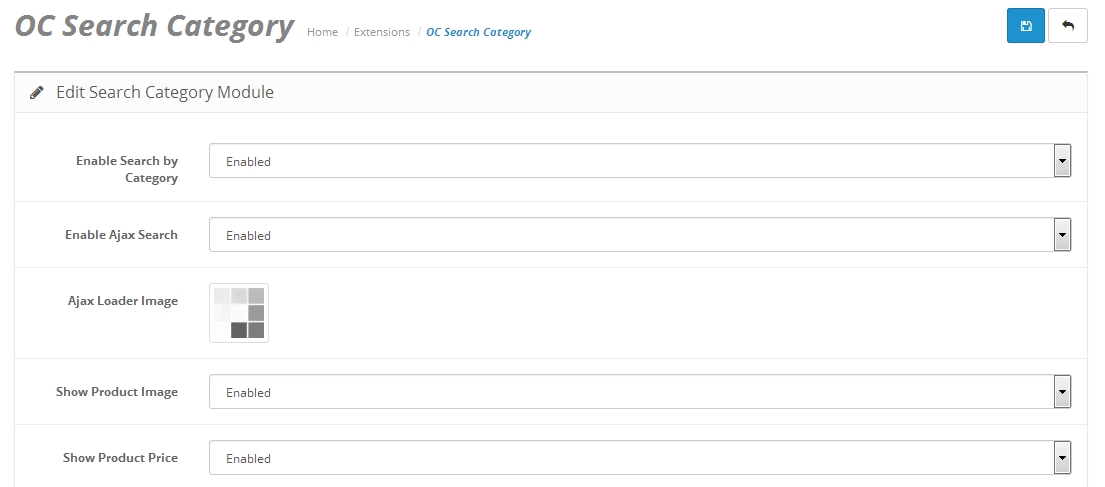 OC Search Category
Home / Extensions / OC Search Category
Edit Search Category Module
Enable Search by
Category
Enabled
Enable Ajax Search
Enabled
Ajax Loader Image
Show Product Image
Enabled
Show Product Price
Enabled